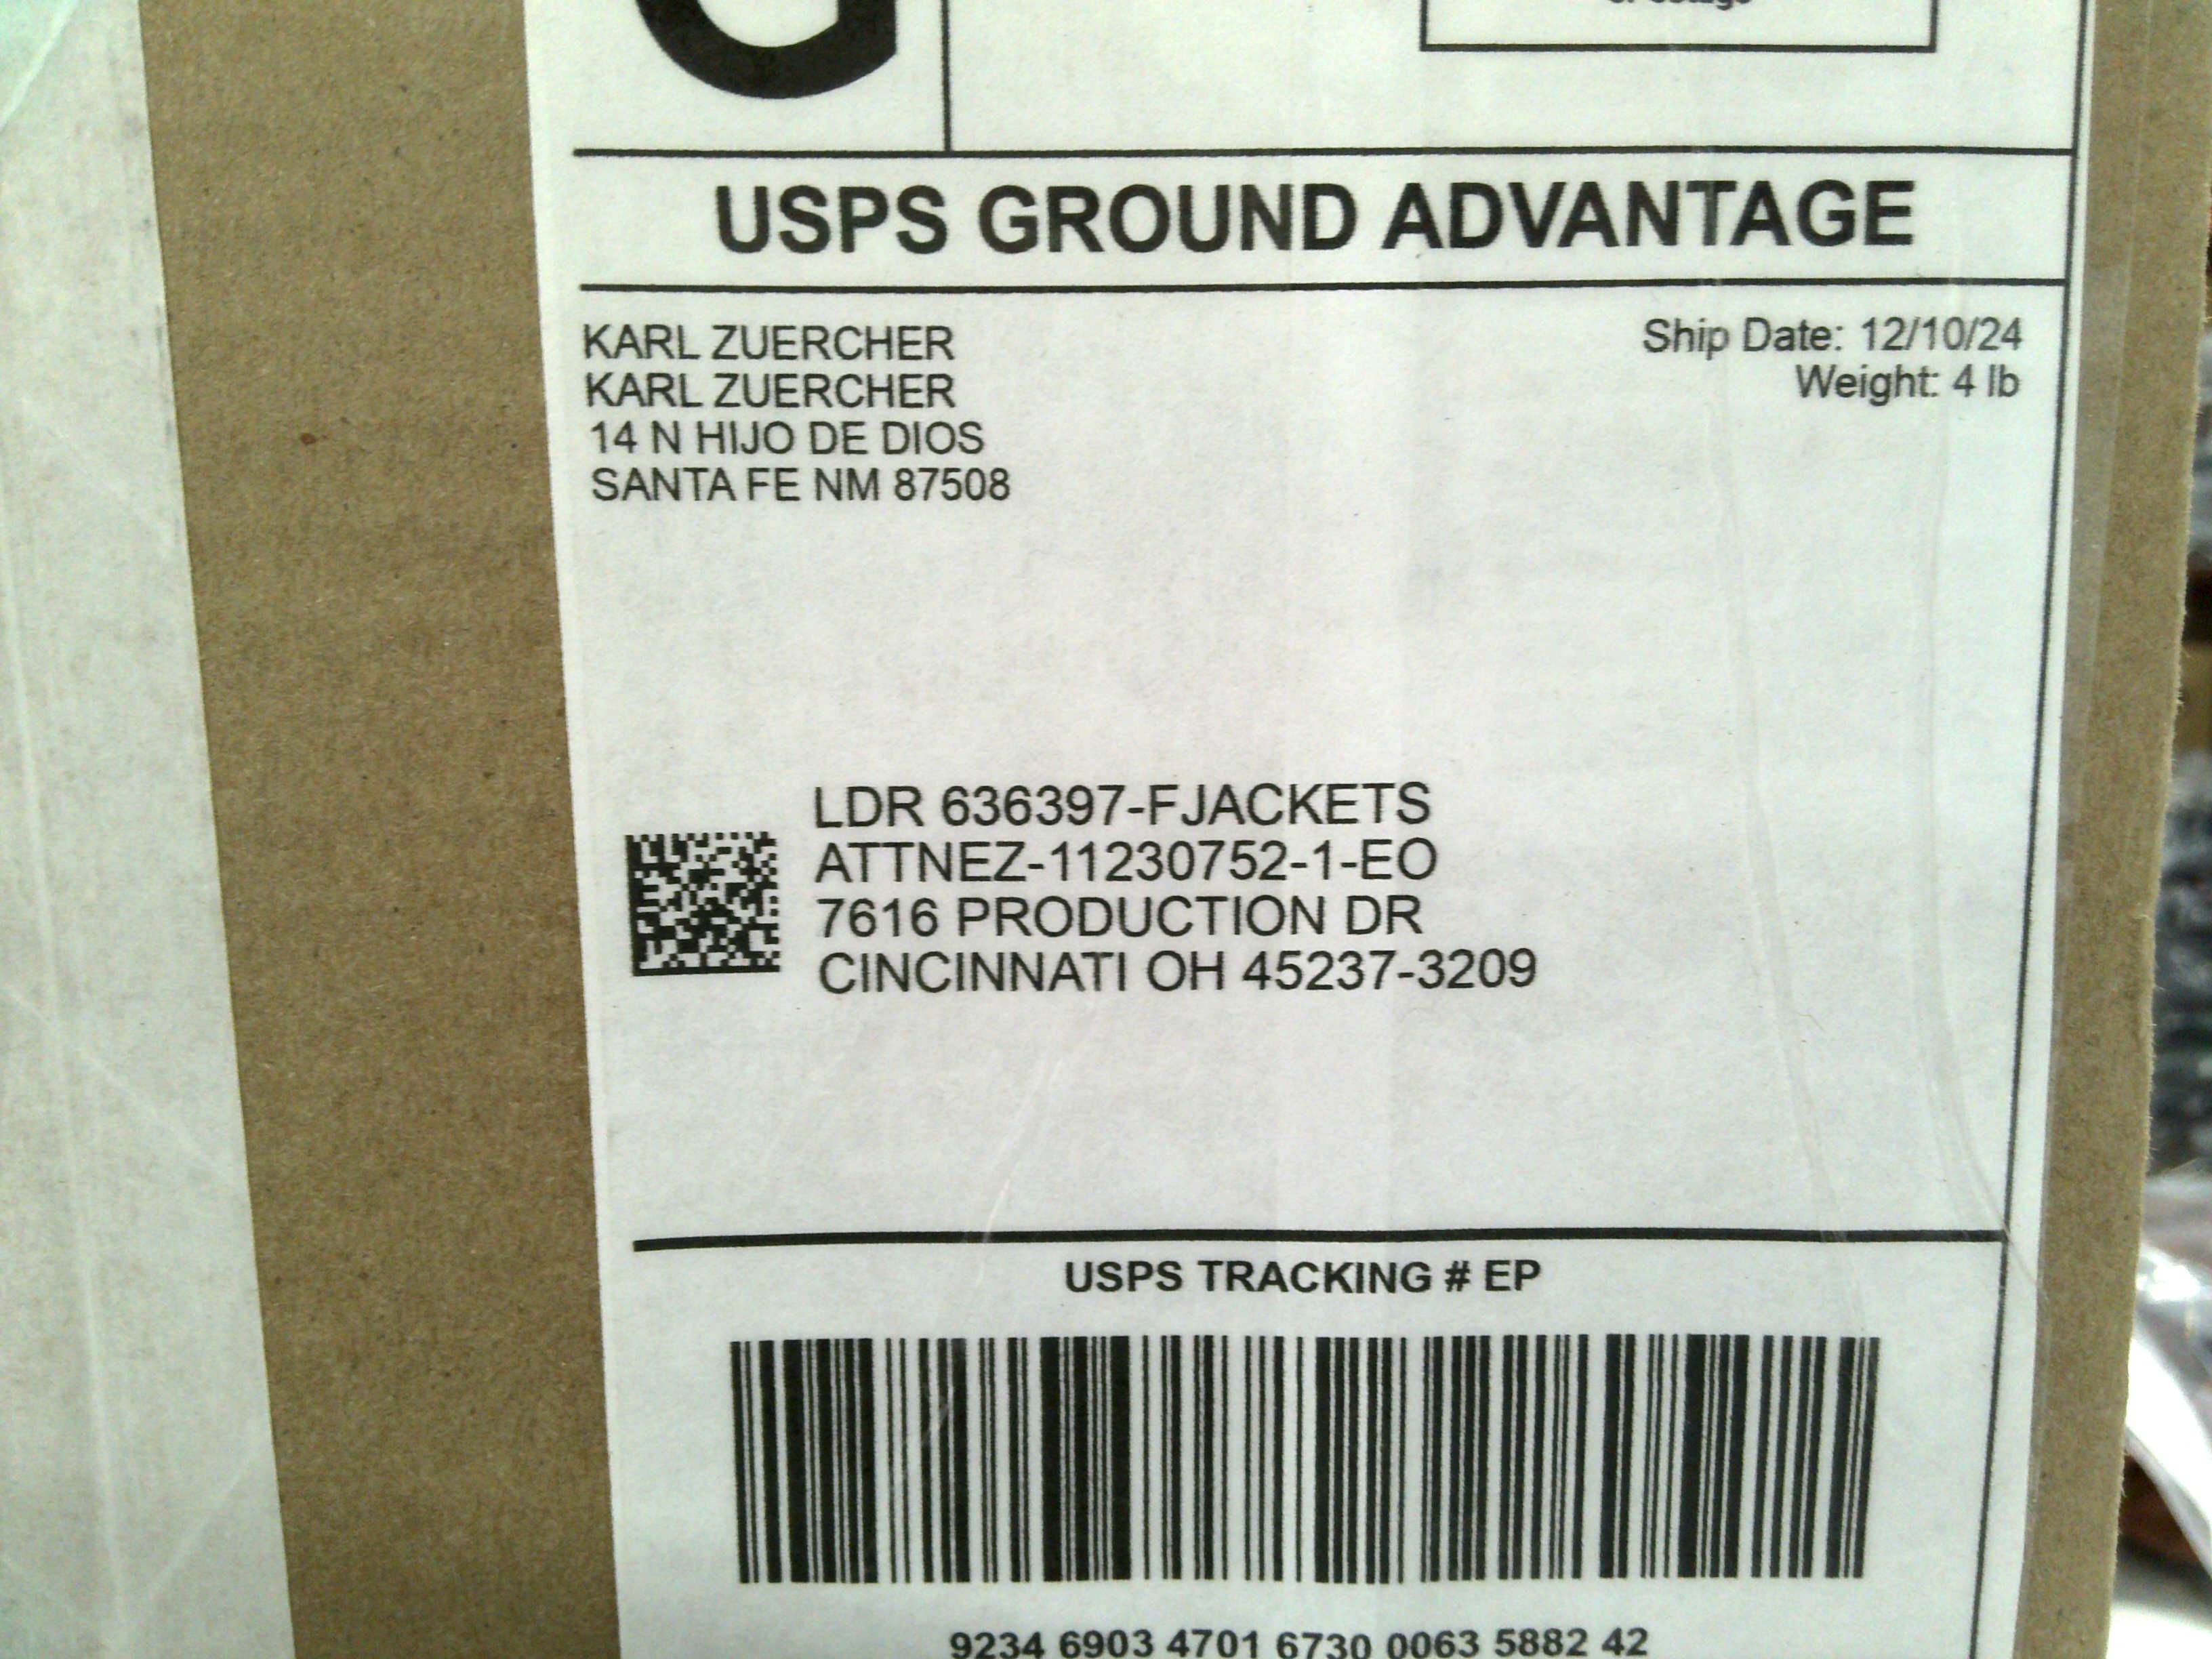 G
USPS GROUND ADVANTAGE
KARL ZUERCHER
KARL ZUERCHER
14 N HIJO DE DIOS
SANTA FE NM 87508
Ship Date: 12/10/24
Weight: 4 lb
LDR 636397-FJACKETS
ATTNEZ-11230752-1-EO
7616 PRODUCTION DR
CINCINNATI OH 45237-3209
USPS TRACKING # EP
9234 6903 4701 6730 0063 5882 42